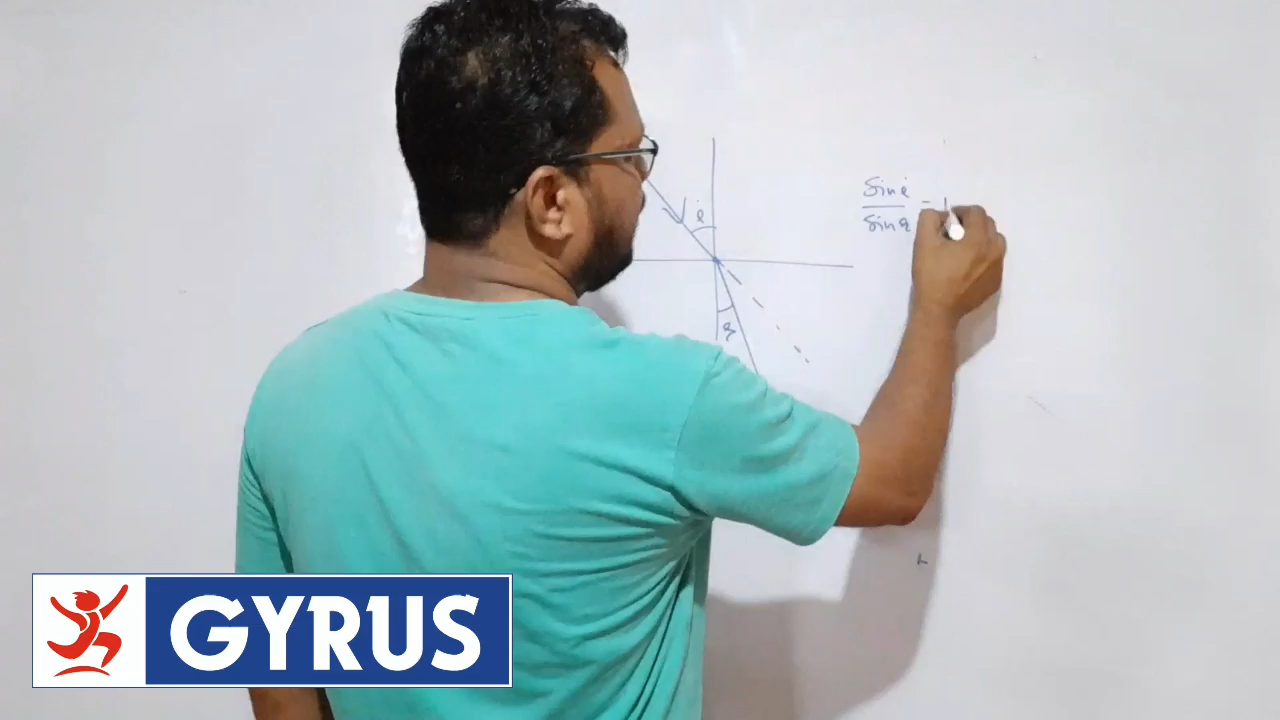 sin i
sin r =
i
r
GYRUS